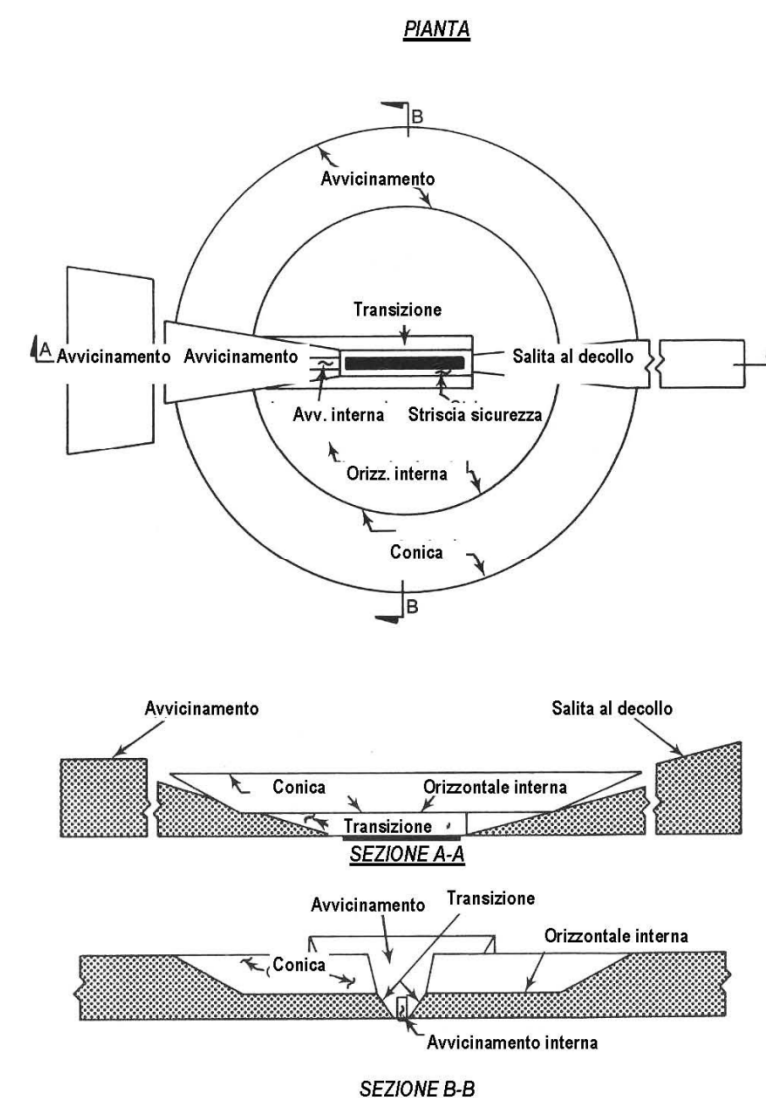 PIANTA
B
Avvicinamento
Transizione
A
Avvicinamento
Avvicinamento
Salita al decollo
Avv. interna
Striscia sicurezza
Orizz. interna
Conica
B
Avvicinamento
Salita al decollo
Conica
Orizzontale interna
Transizione
SEZIONE A-A
Avvicinamento
Transizione
Orizzontale interna
Conica
Avvicinamento interna
SEZIONE B-B